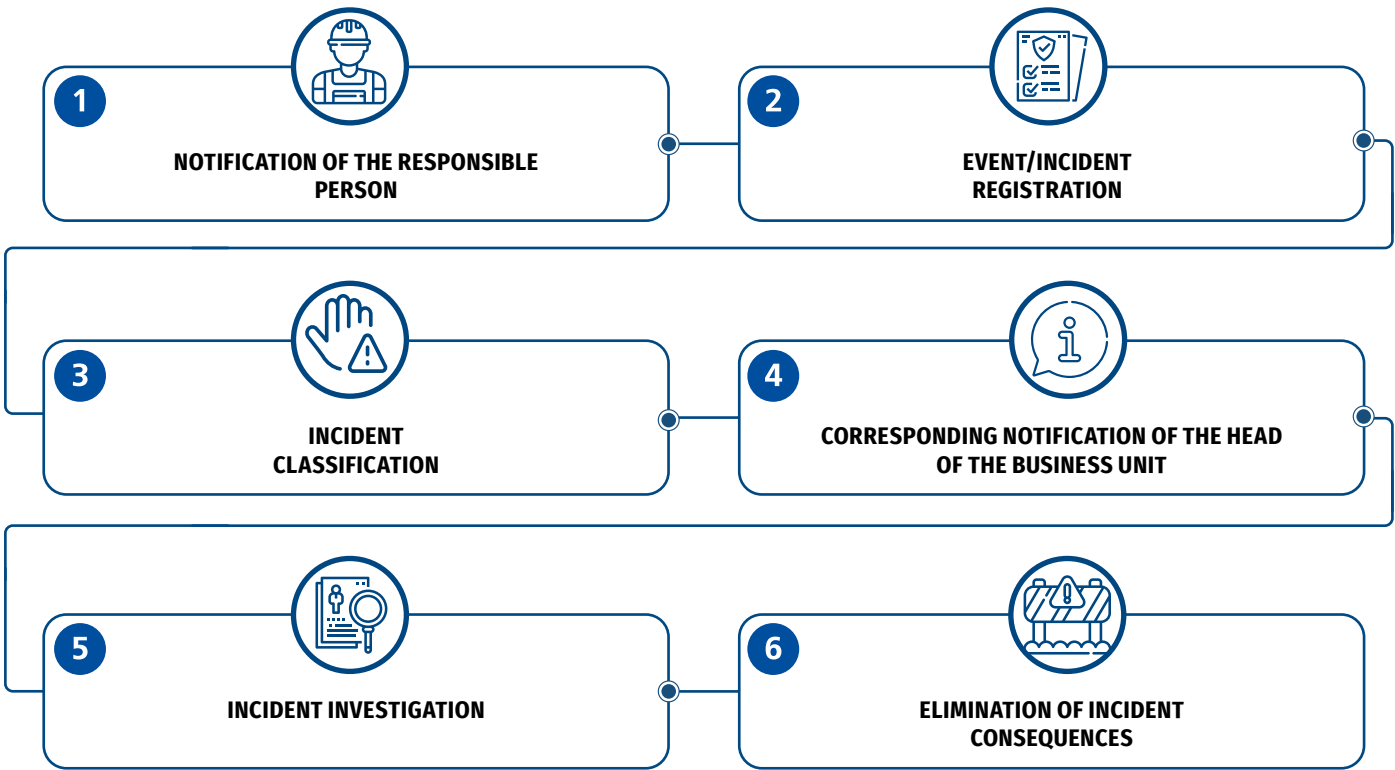 1
NOTIFICATION OF THE RESPONSIBLE
PERSON
2
EVENT/INCIDENT
REGISTRATION
3
INCIDENT
CLASSIFICATION
4
CORRESPONDING NOTIFICATION OF THE HEAD
OF THE BUSINESS UNIT
5
INCIDENT INVESTIGATION
6
ELIMINATION OF INCIDENT
CONSEQUENCES